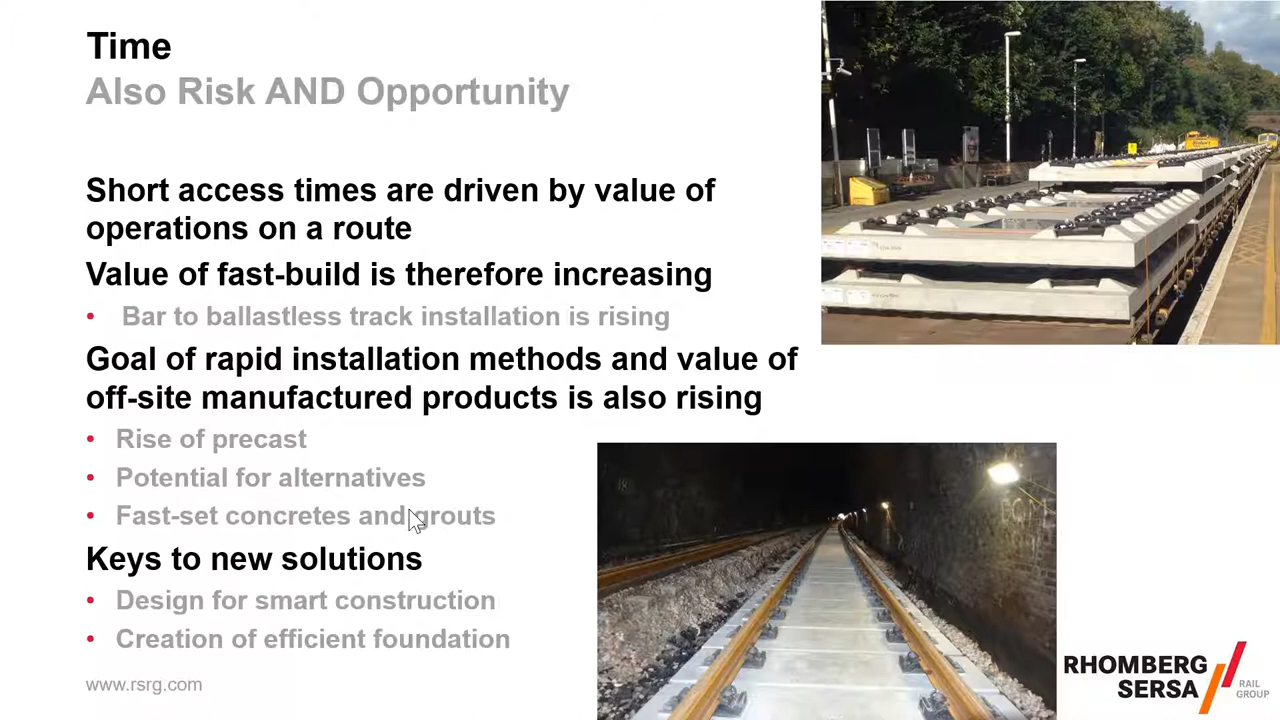 Time
Also Risk AND Opportunity
Short access times are driven by value of
operations on a route
Value of fast-build is therefore increasing
• Bar to ballastless track installation is rising
Goal of rapid installation methods and value of
off-site manufactured products is also rising
• Rise of precast
• Potential for alternatives
• Fast-set concretes and grouts
Keys to new solutions
• Design for smart construction
• Creation of efficient foundation
www.rsrg.com
RHOMBERG
SERSA
RAIL
GROUP